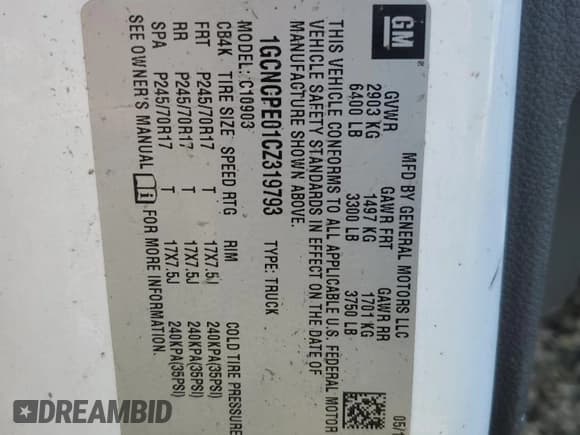 GM
MFD BY GENERAL MOTORS LLC
05/1
GVWR GAWR FRT GAWR RR
2903 KG 1497 KG 1701 KG
6400 LB 3300 LB 3750 LB
THIS VEHICLE CONFORMS TO ALL APPLICABLE U.S. FEDERAL MOTOR
VEHICLE SAFETY STANDARDS IN EFFECT ON THE DATE OF
MANUFACTURE SHOWN ABOVE.
1GCNCPE01CZ319793 TYPE: TRUCK
MODEL: C10903
CB4K TIRE SIZE SPEED RTG RIM COLD TIRE PRESSURE
FRT P245/70R17 T 17X7.5J 240KPA(35PSI)
RR P245/70R17 T 17X7.5J 240KPA(35PSI)
SPA P245/70R17 T 17X7.5J 240KPA(35PSI)
SEE OWNER'S MANUAL FOR MORE INFORMATION.
DREAMBID